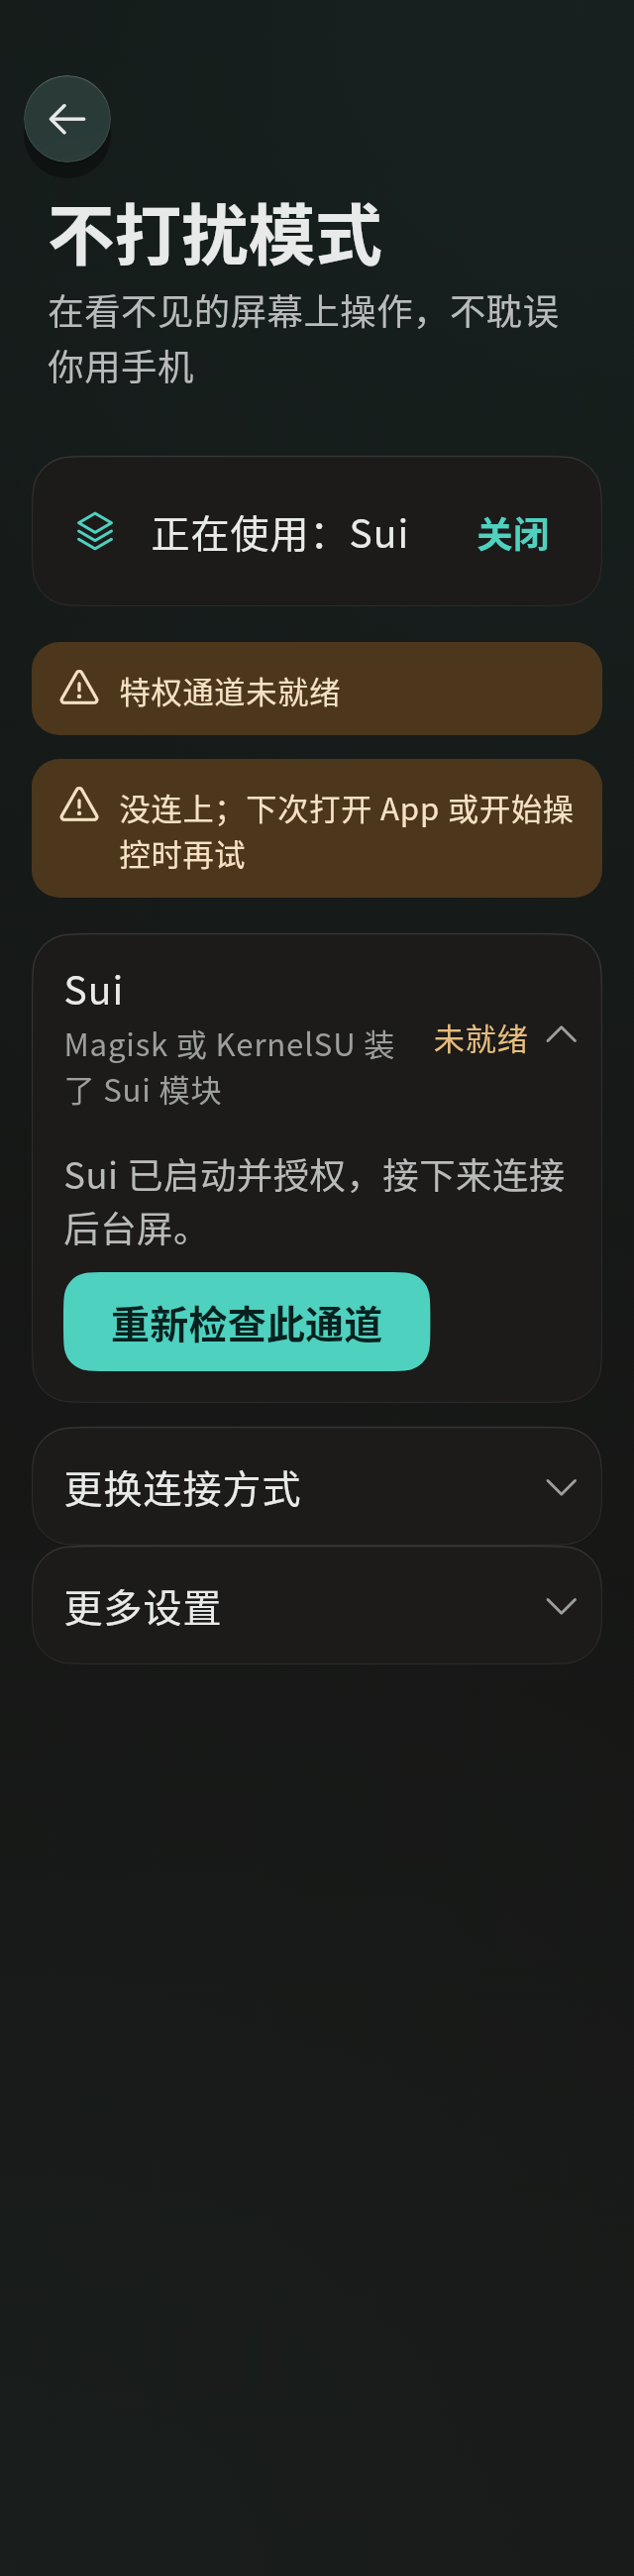 不打扰模式
在看不见的屏幕上操作，不耽误
你用手机
正在使用：Sui
关闭
特权通道未就绪
没连上；下次打开 App 或开始操
控时再试
Sui
Magisk 或 KernelSU 装
了 Sui 模块
未就绪
Sui 已启动并授权，接下来连接
后台屏。
重新检查此通道
更换连接方式
更多设置